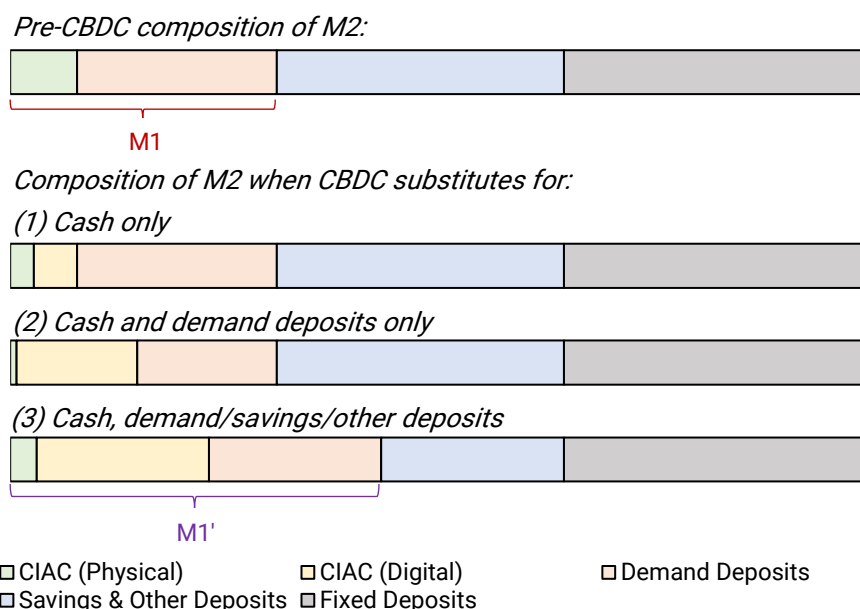 Pre-CBDC composition of M2:
M1
Composition of M2 when CBDC substitutes for:
(1) Cash only
(2) Cash and demand deposits only
(3) Cash, demand/savings/other deposits
M1'
CIAC (Physical) CIAC (Digital) Demand Deposits
Savings & Other Deposits Fixed Deposits